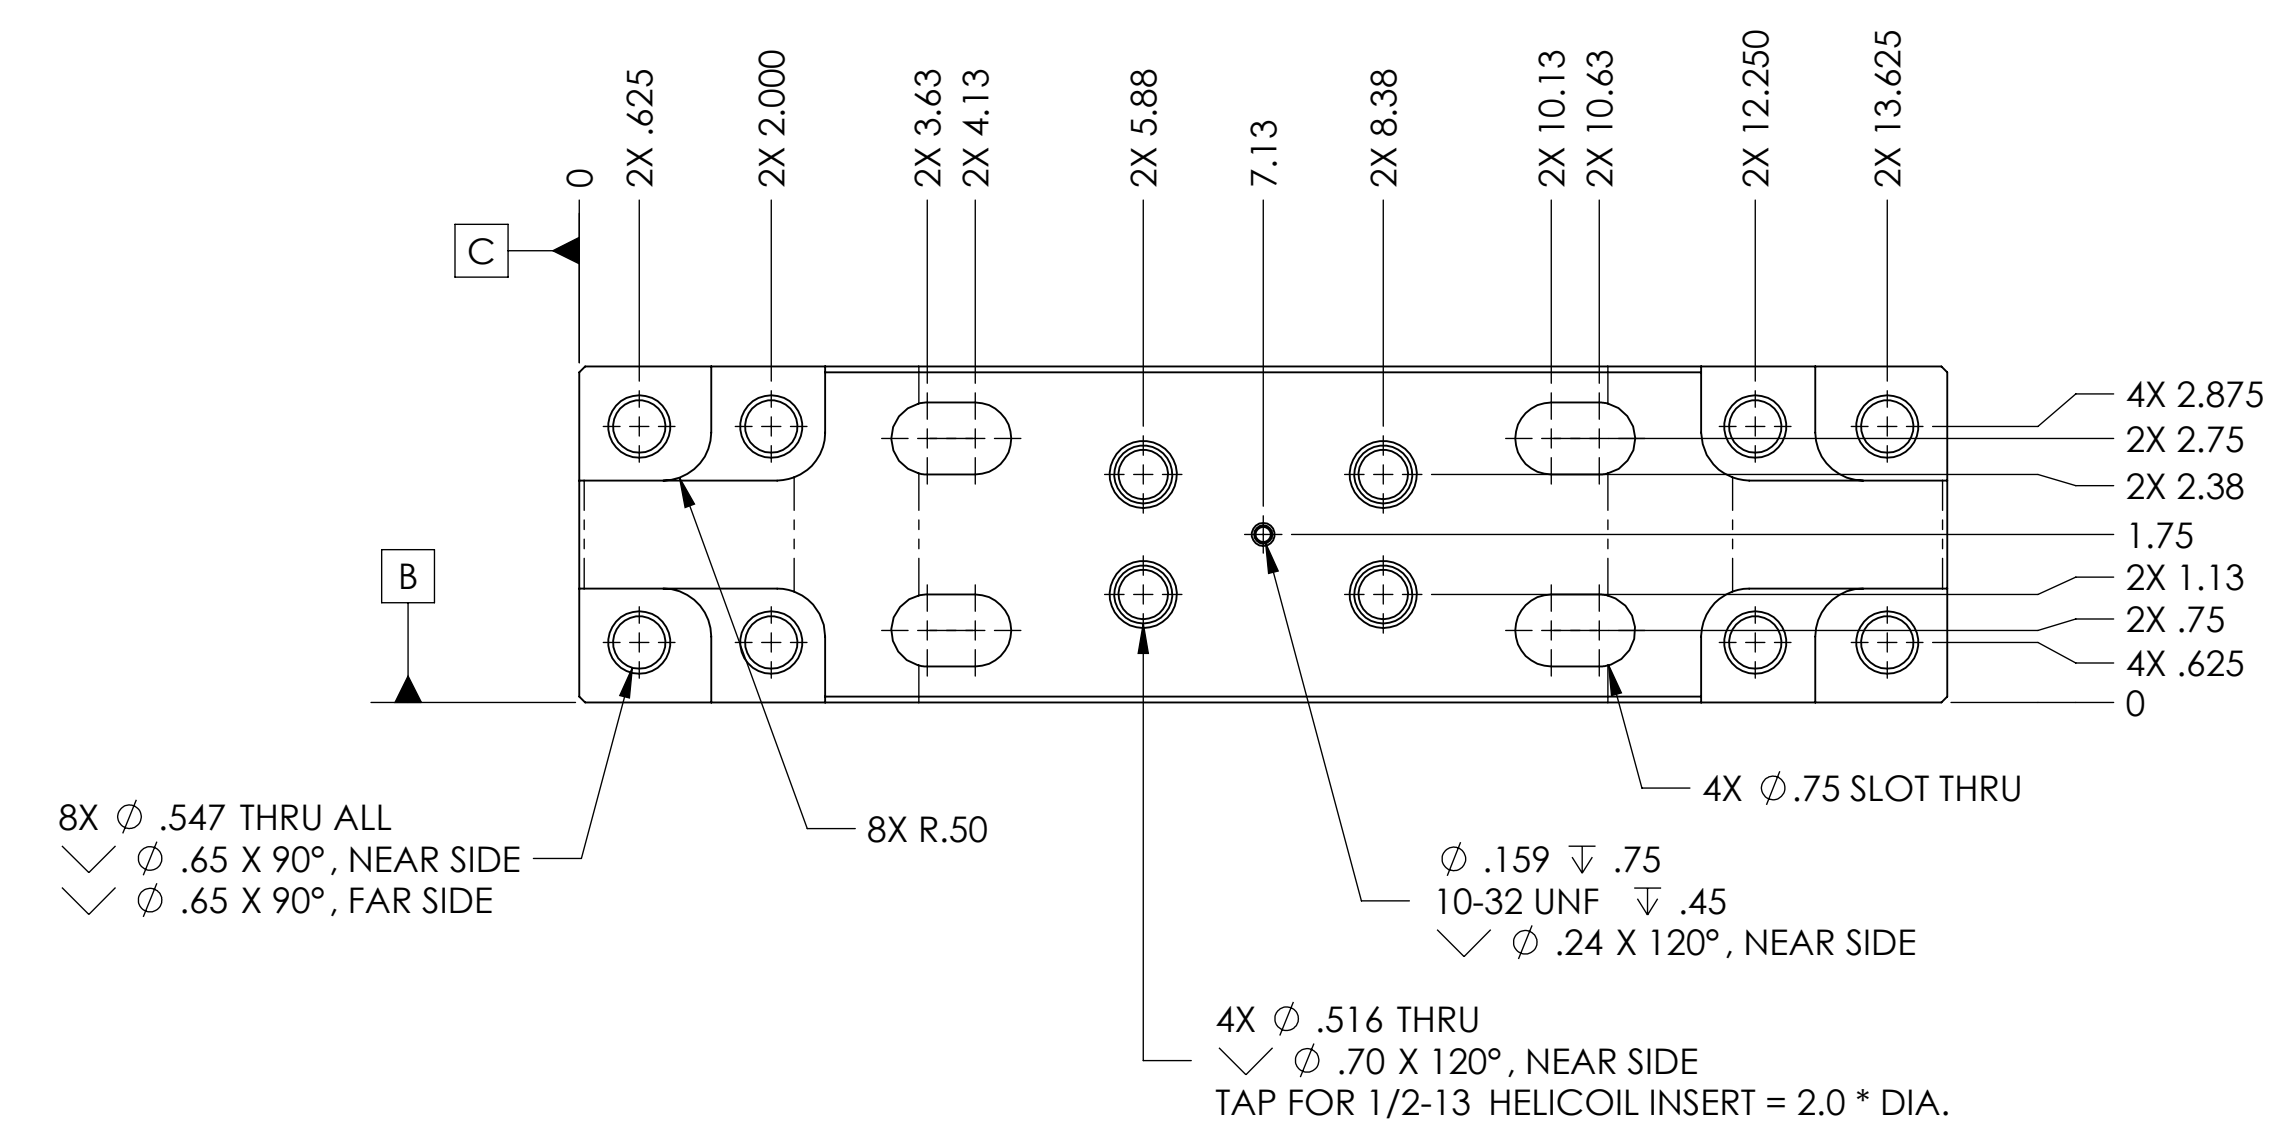 0
2X .625
2X 2.000
2X 3.63
2X 4.13
2X 5.88
7.13
2X 8.38
2X 10.13
2X 10.63
2X 12.250
2X 13.625
C
B
4X 2.875
2X 2.75
2X 2.38
1.75
2X 1.13
2X .75
4X .625
0
8X ∅ .547 THRU ALL
⌵ ∅ .65 X 90°, NEAR SIDE
⌵ ∅ .65 X 90°, FAR SIDE
8X R.50
4X ∅.75 SLOT THRU
∅ .159 ↧ .75
10-32 UNF ↧ .45
⌵ ∅ .24 X 120°, NEAR SIDE
4X ∅ .516 THRU
⌵ ∅ .70 X 120°, NEAR SIDE
TAP FOR 1/2-13 HELICOIL INSERT = 2.0 * DIA.